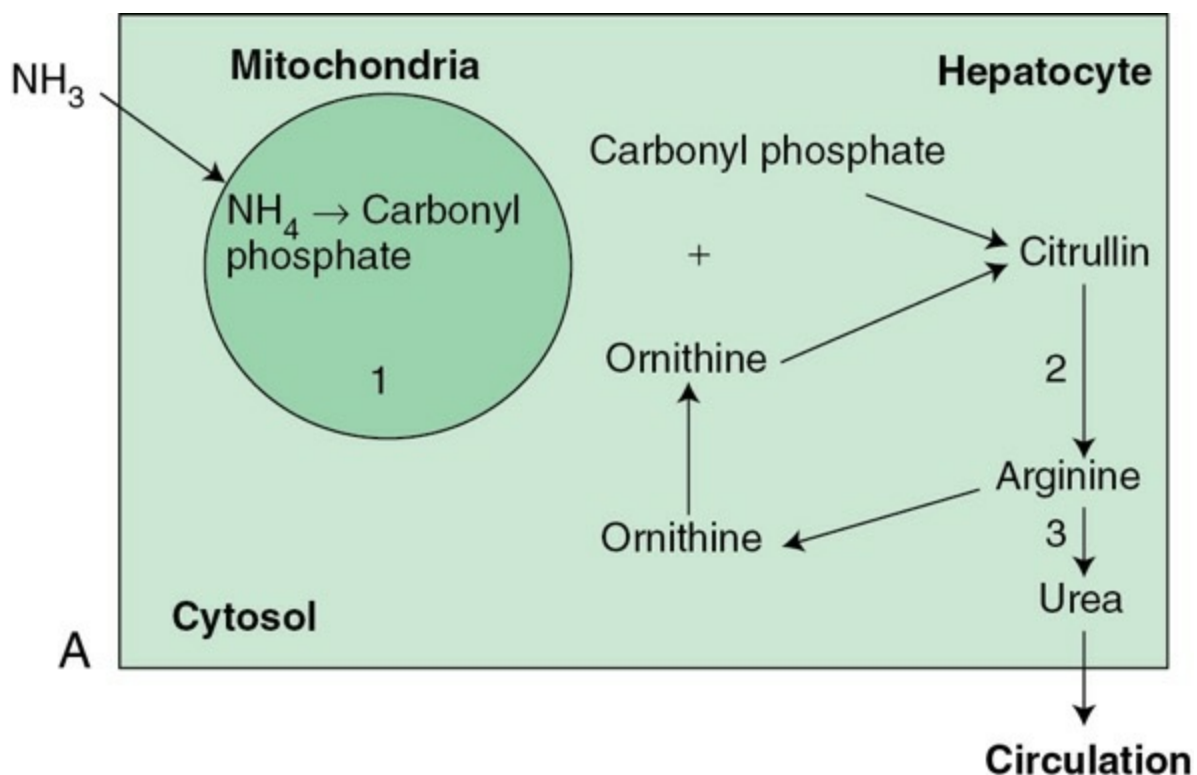 Mitochondria
Hepatocyte
NH3
Carbonyl phosphate
NH4 → Carbonyl
phosphate
+
Citrullin
1
Ornithine
2
Arginine
Ornithine
3
Urea
Cytosol
A
Circulation